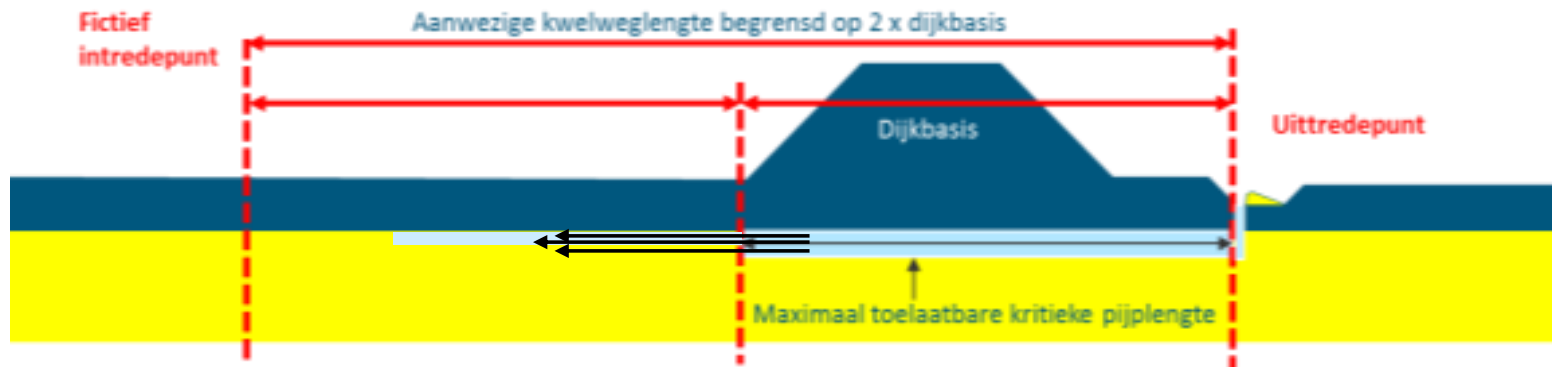 Fictief
intredepunt
Aanwezige kwelweglengte begrensd op 2 x dijkbasis
Dijkbasis
Uittredepunt
Maximaal toelaatbare kritieke pijplengte